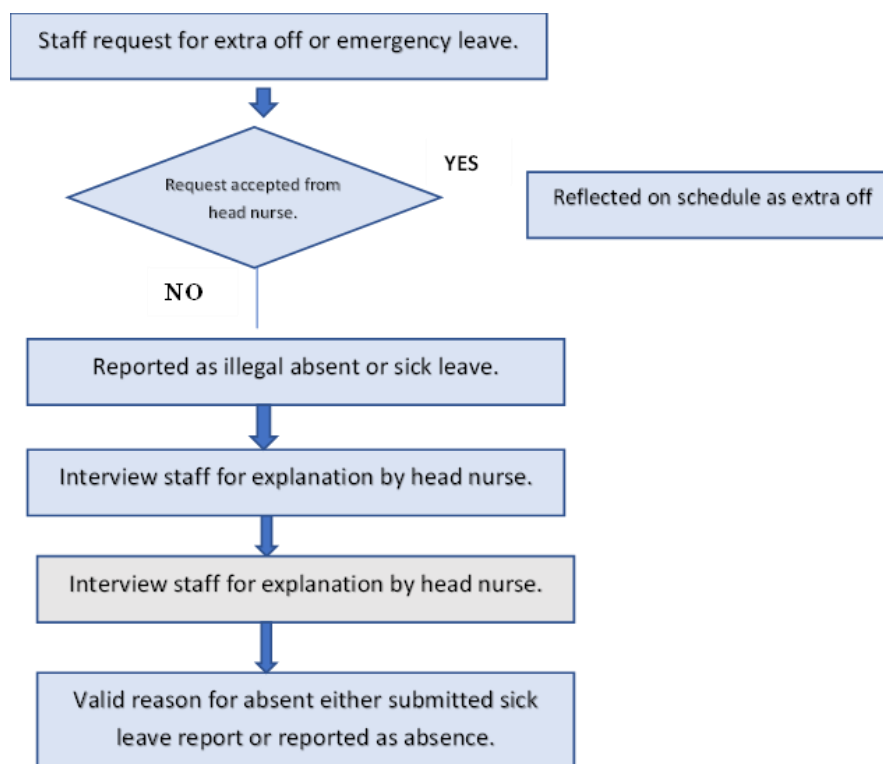 Staff request for extra off or emergency leave.
YES
Request accepted from
head nurse.
Reflected on schedule as extra off
NO
Reported as illegal absent or sick leave.
Interview staff for explanation by head nurse.
Interview staff for explanation by head nurse.
Valid reason for absent either submitted sick
leave report or reported as absence.